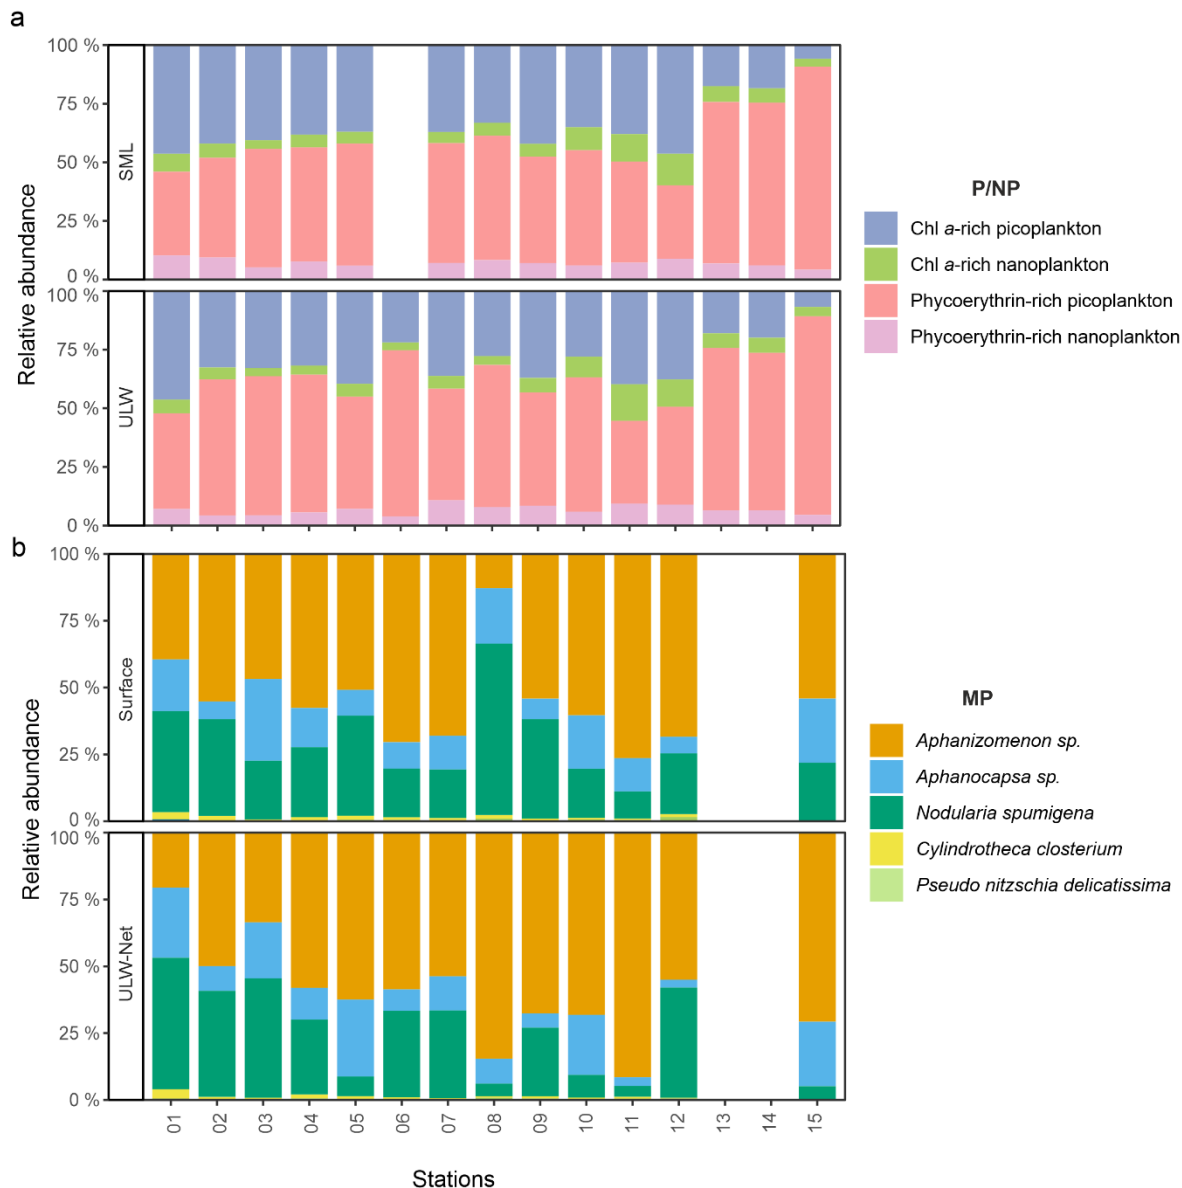 a
100 %
75 %
50 %
25 %
0 %
SML
Relative abundance
100 %
75 %
50 %
25 %
0 %
ULW
P/NP
Chl a-rich picoplankton
Chl a-rich nanoplankton
Phycoerythrin-rich picoplankton
Phycoerythrin-rich nanoplankton
b
100 %
75 %
50 %
25 %
0 %
Surface
Relative abundance
100 %
75 %
50 %
25 %
0 %
ULW-Net
MP
Aphanizomenon sp.
Aphanocapsa sp.
Nodularia spumigena
Cylindrotheca closterium
Pseudo nitzschia delicatissima
01 02 03 04 05 06 07 08 09 10 11 12 13 14 15
Stations